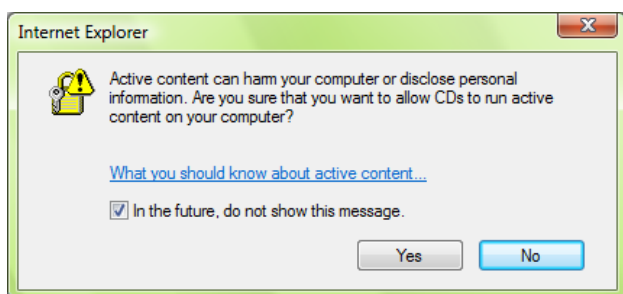 Internet Explorer
Active content can harm your computer or disclose personal
information. Are you sure that you want to allow CDs to run active
content on your computer?
What you should know about active content...
In the future, do not show this message.
Yes No